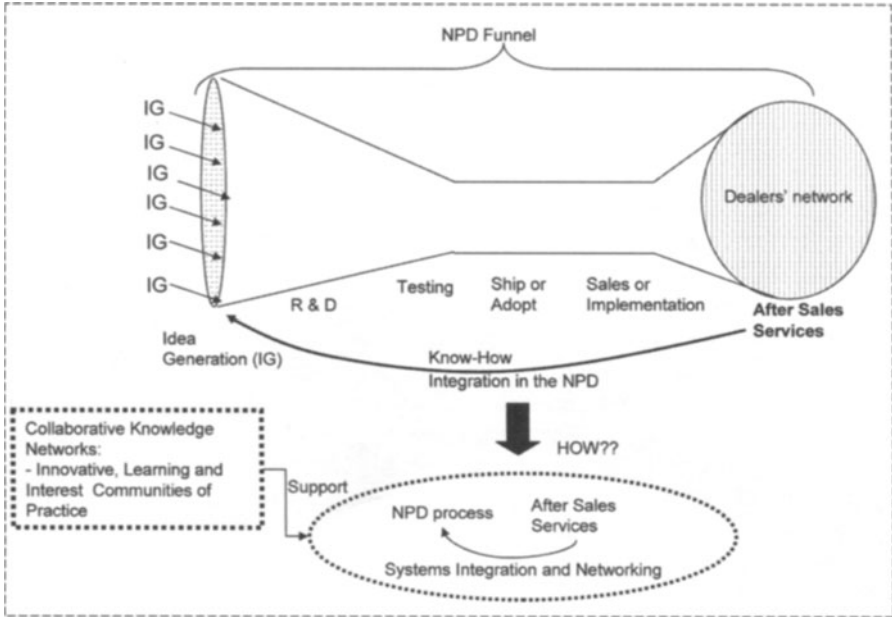 NPD Funnel
IG
IG
IG
IG
IG
IG
Dealers' network
R & D
Testing
Ship or
Adopt
Sales or
Implementation
After Sales
Services
Idea
Generation (IG)
Know-How
Integration in the NPD
HOW??
Collaborative Knowledge
Networks:
- Innovative, Learning and
Interest Communities of
Practice
Support
NPD process
After Sales
Services
Systems Integration and Networking